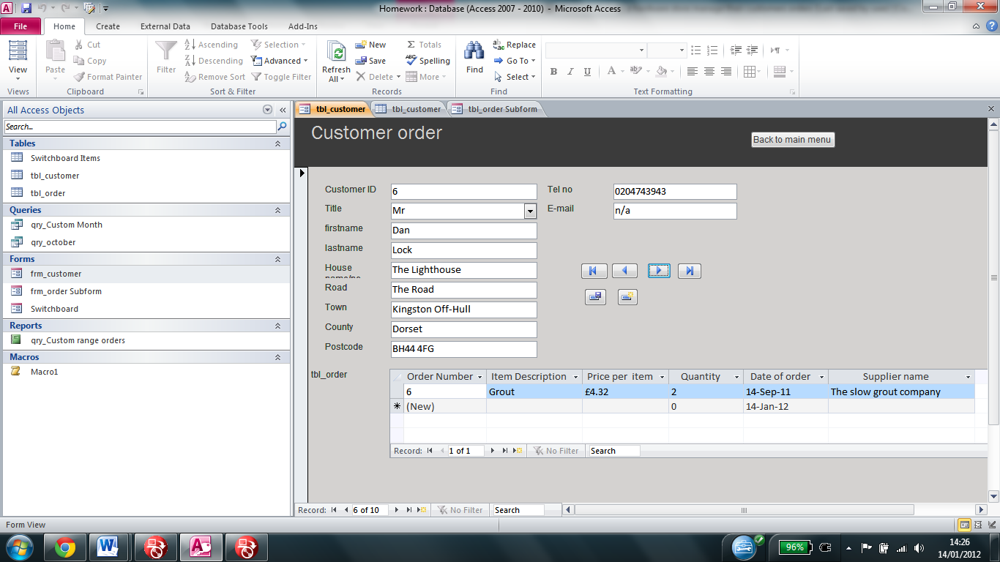 Homework : Database (Access 2007 - 2010) - Microsoft Access
File Home Create External Data Database Tools Add-Ins
View
Views
Paste
Cut
Copy
Format Painter
Clipboard
Filter
Ascending
Descending
Remove Sort
Selection
Advanced
Toggle Filter
Sort & Filter
Refresh All
New
Save
Delete
Totals
Spelling
More
Records
Find
Replace
Go To
Select
Find
B I U A
Text Formatting
All Access Objects
Search...
Tables
Switchboard Items
tbl_customer
tbl_order
Queries
qry_Custom Month
qry_october
Forms
frm_customer
frm_order Subform
Switchboard
Reports
qry_Custom range orders
Macros
Macro1
tbl_customer tbl_customer tbl_order Subform
Customer order
Back to main menu
Customer ID 6 Tel no 0204743943
Title Mr E-mail n/a
firstname Dan
lastname Lock
House name/no The Lighthouse
Road The Road
Town Kingston Off-Hull
County Dorset
Postcode BH44 4FG
tbl_order
Order Number Item Description Price per item Quantity Date of order Supplier name
6 Grout £4.32 2 14-Sep-11 The slow grout company
(New) 0 14-Jan-12
Record: 1 of 1 No Filter Search
Record: 6 of 10 No Filter Search
Form View
96% 14:26
14/01/2012